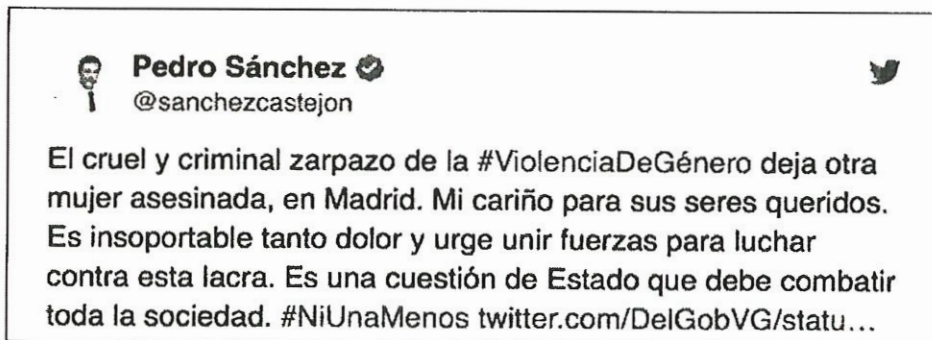 Pedro Sánchez
@sanchezcastejon
El cruel y criminal zarpazo de la #ViolenciaDeGénero deja otra
mujer asesinada, en Madrid. Mi cariño para sus seres queridos.
Es insoportable tanto dolor y urge unir fuerzas para luchar
contra esta lacra. Es una cuestión de Estado que debe combatir
toda la sociedad. #NiUnaMenos twitter.com/DelGobVG/statu...